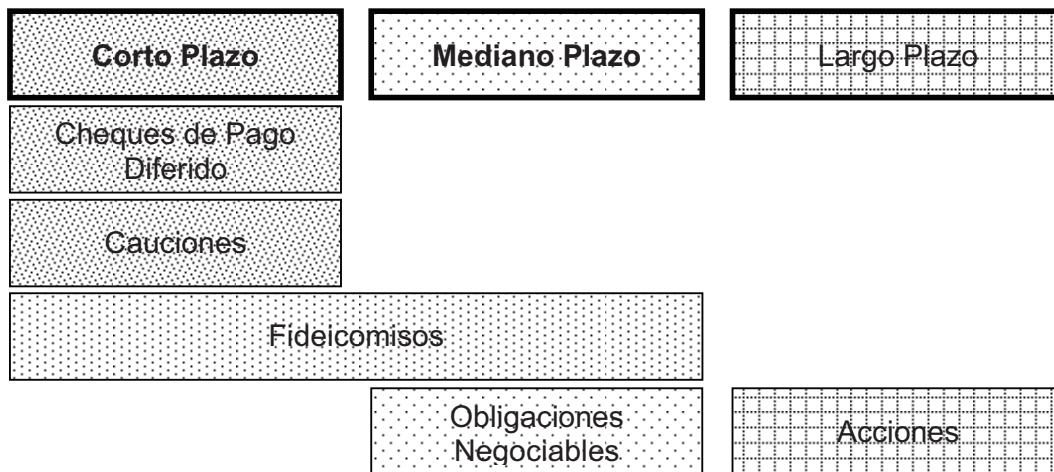 Corto Plazo
Mediano Plazo
Largo Plazo
Cheques de Pago
Diferido
Cauciones
Fideicomisos
Obligaciones
Negociables
Acciones